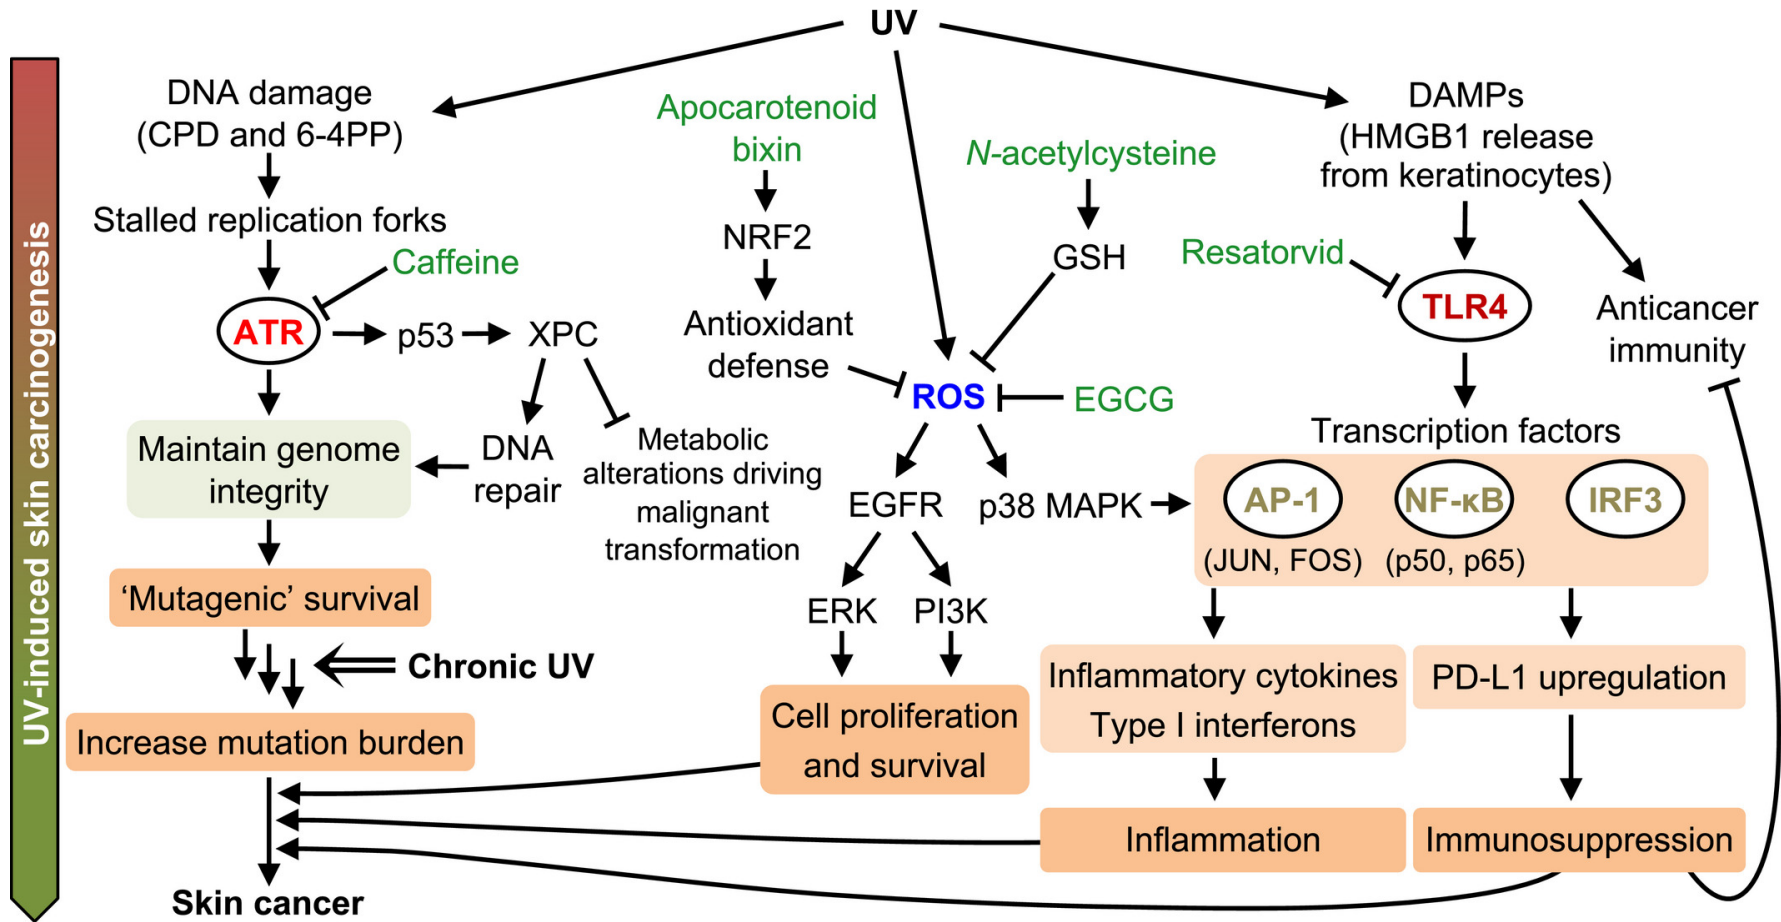 UV
UV-induced skin carcinogenesis
DNA damage
(CPD and 6-4PP)
Stalled replication forks
Caffeine
ATR
p53
XPC
Maintain genome
integrity
DNA
repair
Metabolic
alterations driving
malignant
transformation
‘Mutagenic’ survival
Chronic UV
Increase mutation burden
Skin cancer
Apocarotenoid
bixin
NRF2
Antioxidant
defense
N-acetylcysteine
GSH
ROS
EGCG
EGFR
p38 MAPK
ERK
PI3K
Cell proliferation
and survival
DAMPs
(HMGB1 release
from keratinocytes)
Resatorvid
TLR4
Anticancer
immunity
Transcription factors
AP-1
NF-κB
IRF3
(JUN, FOS)
(p50, p65)
Inflammatory cytokines
Type I interferons
PD-L1 upregulation
Inflammation
Immunosuppression